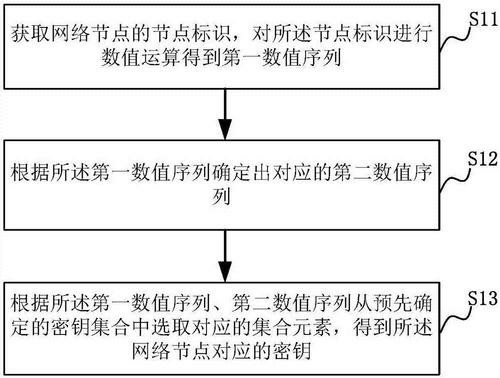 获取网络节点的节点标识，对所述节点标识进行
数值运算得到第一数值序列
S11
根据所述第一数值序列确定出对应的第二数值序
列
S12
根据所述第一数值序列、第二数值序列从预先确
定的密钥集合中选取对应的集合元素，得到所述
网络节点对应的密钥
S13